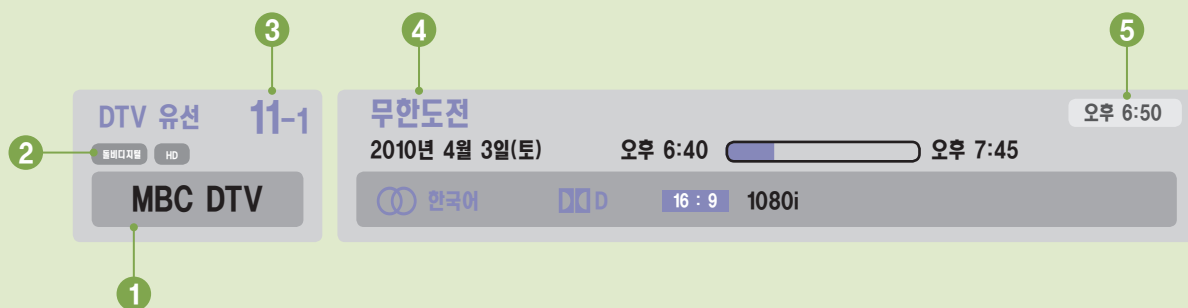 3
4
5
DTV 유선 11-1
2
돌비디지털 HD
MBC DTV
1
무한도전
오후 6:50
2010년 4월 3일(토) 오후 6:40 오후 7:45
한국어 D 16 : 9 1080i